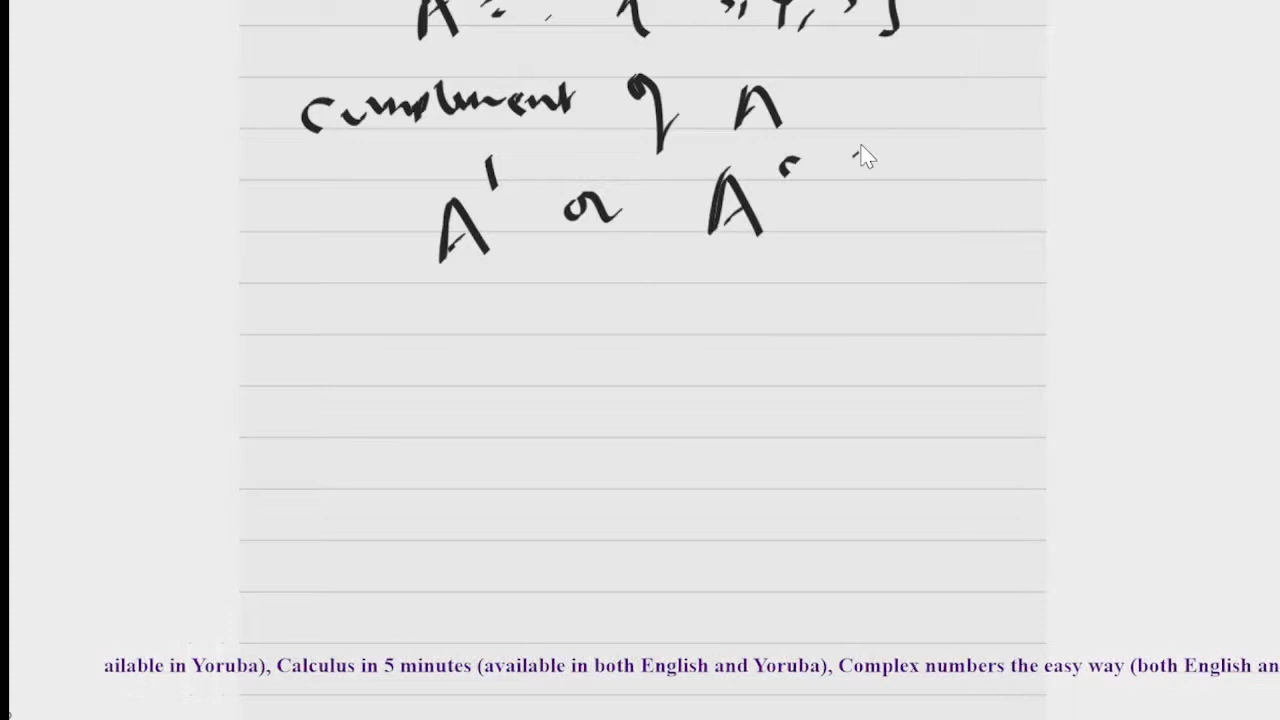 A =
complement of A
A' or Aᶜ
ailable in Yoruba), Calculus in 5 minutes (available in both English and Yoruba), Complex numbers the easy way (both English an